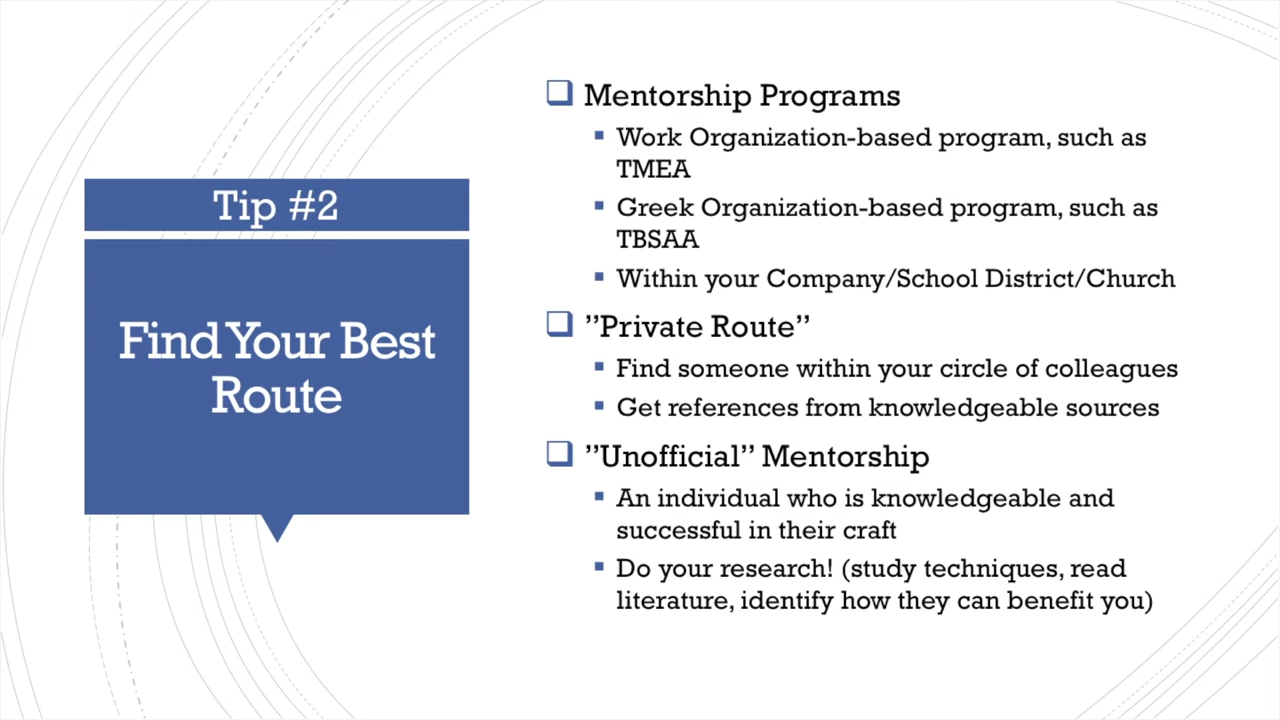 Tip #2
Find Your Best
Route
Mentorship Programs
Work Organization-based program, such as
TMEA
Greek Organization-based program, such as
TBSAA
Within your Company/School District/Church
”Private Route”
Find someone within your circle of colleagues
Get references from knowledgeable sources
”Unofficial” Mentorship
An individual who is knowledgeable and
successful in their craft
Do your research! (study techniques, read
literature, identify how they can benefit you)